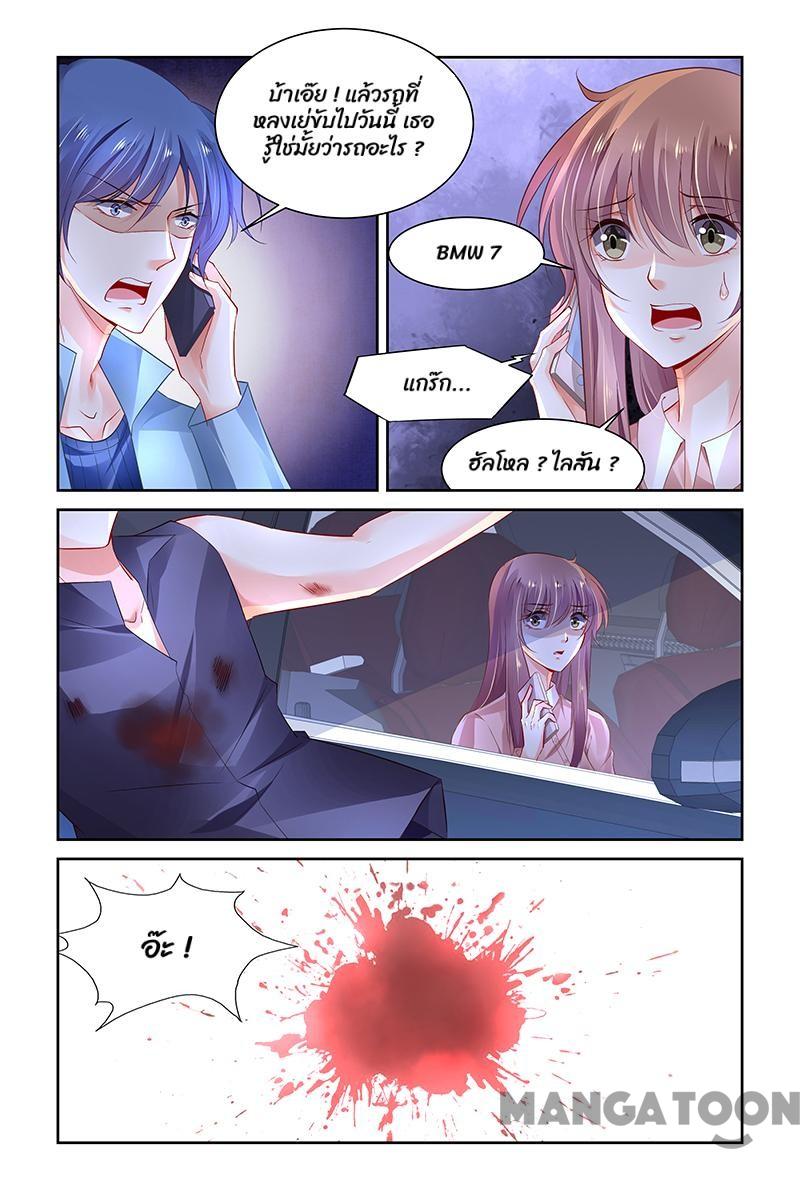 บ้าเอ๊ย ! แล้วรถที่
หลงเย่ขับไปวันนี้ เธอ
รู้ใช่มั้ยว่ารถอะไร ?
BMW 7
แกร๊ก...
ฮัลโหล ? ไลสัน ?
อ๊ะ !
MANGATOON